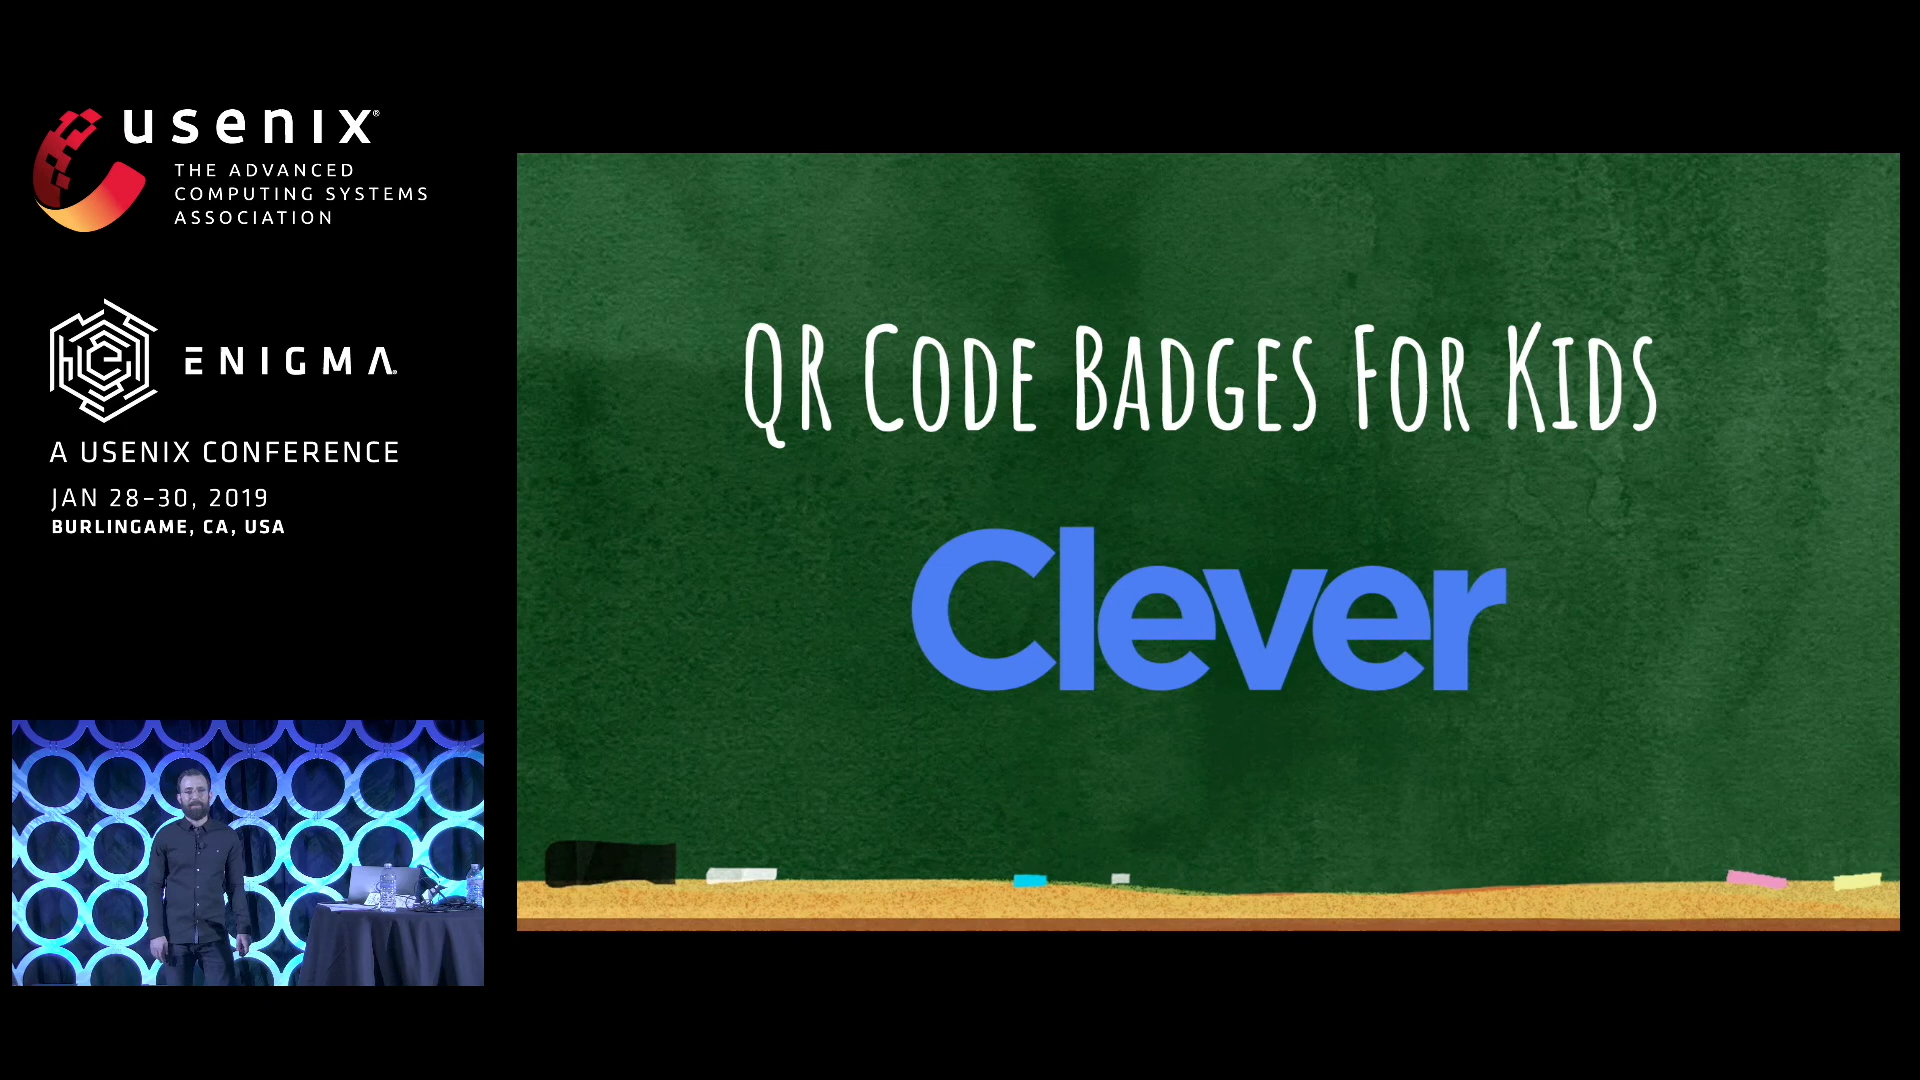 usenix®
THE ADVANCED
COMPUTING SYSTEMS
ASSOCIATION
ENIGMA
A USENIX CONFERENCE
JAN 28–30, 2019
BURLINGAME, CA, USA
QR CODE BADGES FOR KIDS
Clever